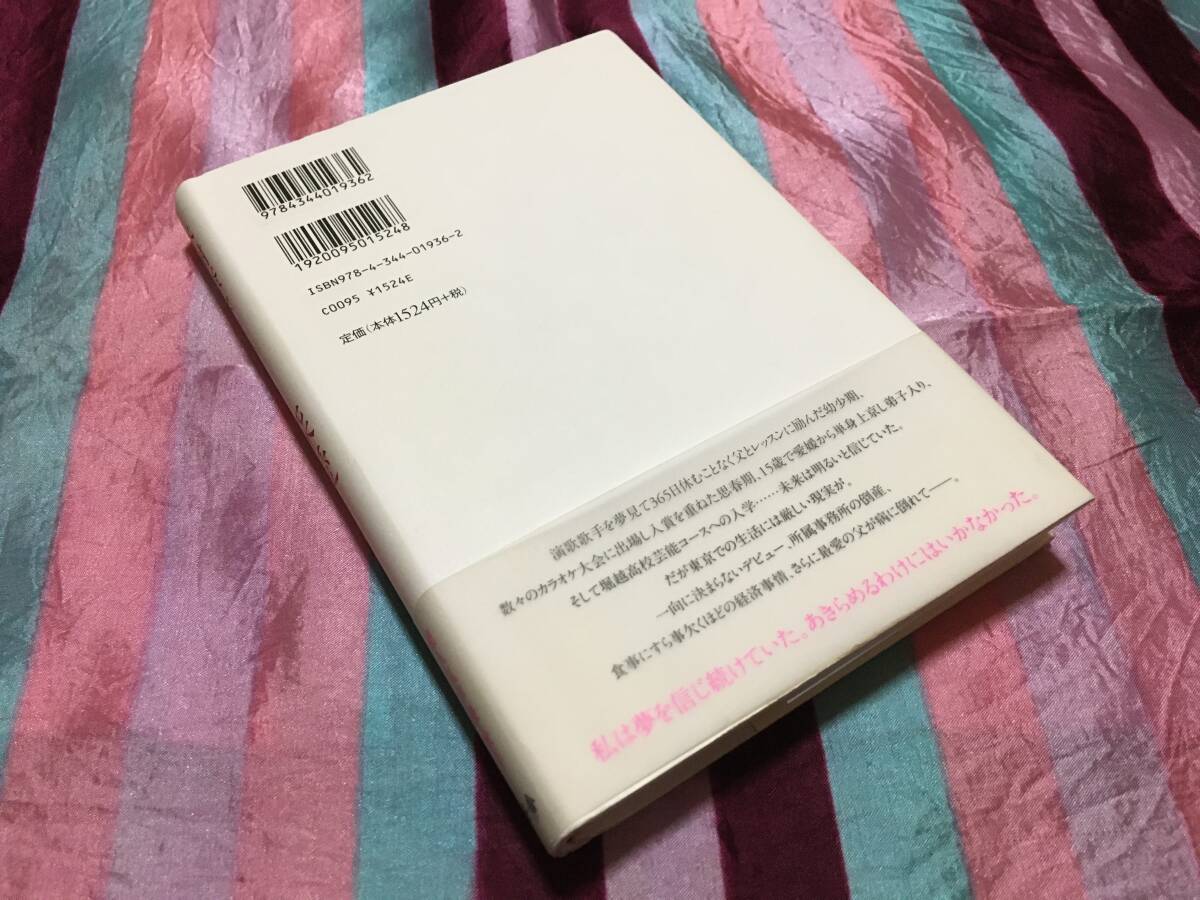 9784344019362
1920095015248
ISBN978-4-344-01936-2
C0095 ¥1524E
定価(本体1524円+税)
演歌歌手を夢見て365日休むことなく父とレッスンに励んだ幼少期、
数々のカラオケ大会に出場し入賞を重ねた思春期、15歳で愛媛から単身上京し弟子入り、
そして堀越高校芸能コースへの入学……未来は明るいと信じていた。
だが東京での生活には厳しい現実が。
一向に決まらないデビュー、所属事務所の倒産、
食事にすら事欠くほどの経済事情、さらに最愛の父が病に倒れて──。
私は夢を信じ続けていた。あきらめるわけにはいかなかった。